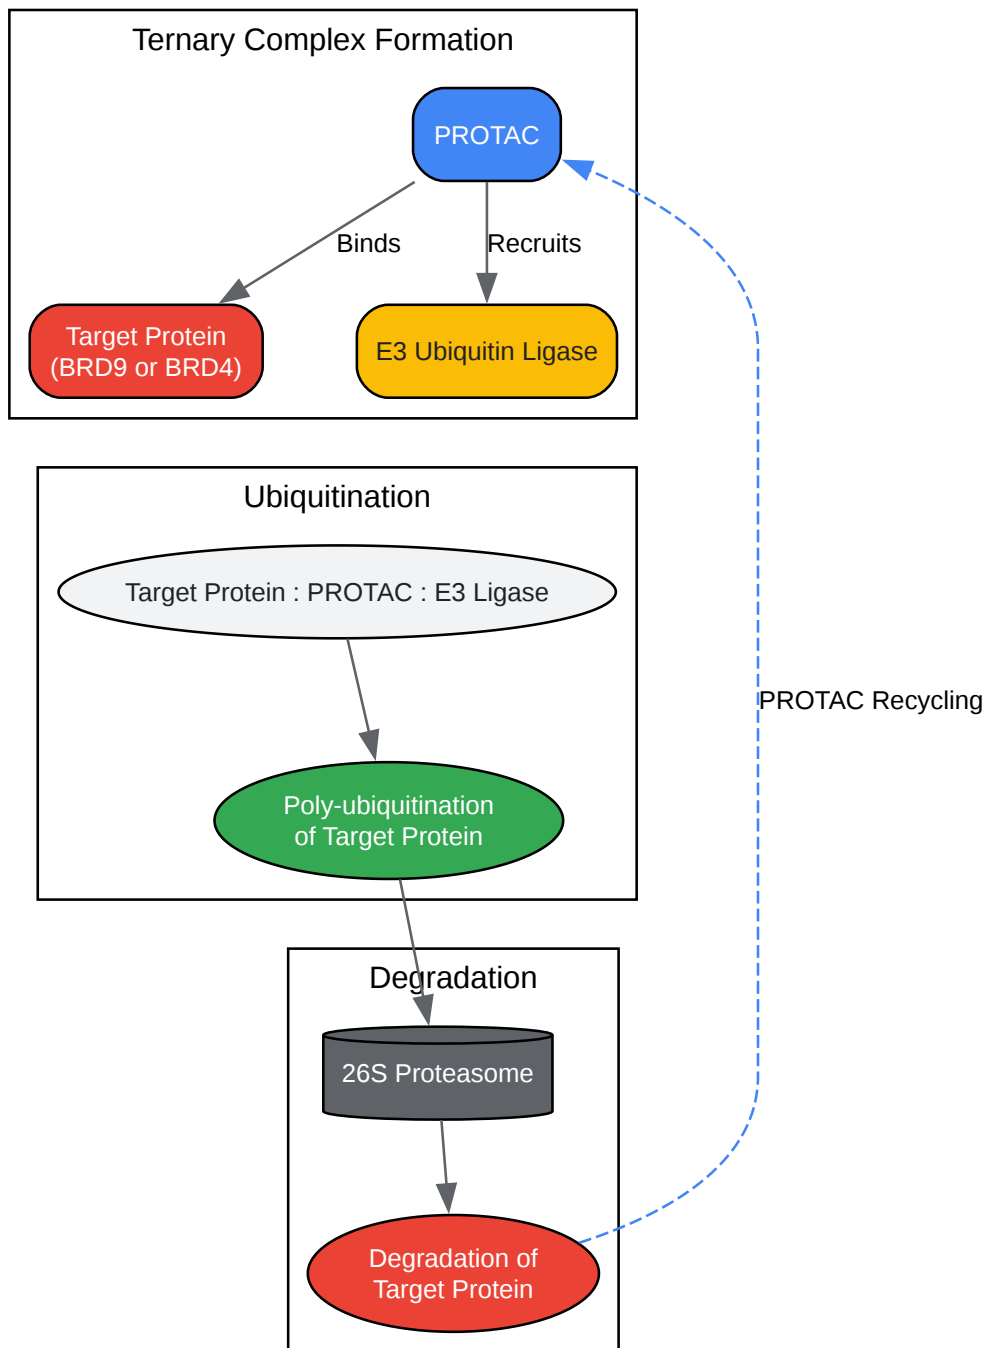 Ternary Complex Formation
PROTAC
Binds
Recruits
Target Protein
(BRD9 or BRD4)
E3 Ubiquitin Ligase
Ubiquitination
Target Protein : PROTAC : E3 Ligase
PROTAC Recycling
Poly-ubiquitination
of Target Protein
Degradation
26S Proteasome
Degradation of
Target Protein